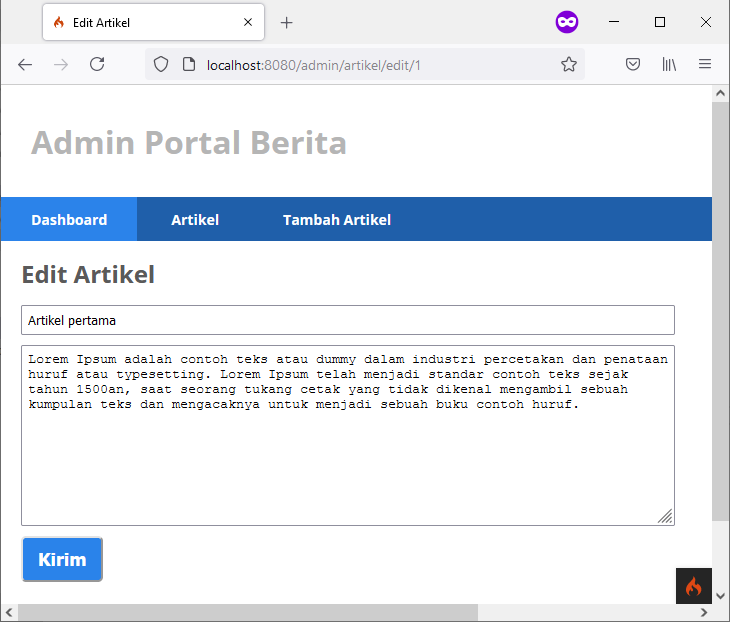 Edit Artikel
localhost:8080/admin/artikel/edit/1
Admin Portal Berita
Dashboard Artikel Tambah Artikel
Edit Artikel
Artikel pertama
Lorem Ipsum adalah contoh teks atau dummy dalam industri percetakan dan penataan
huruf atau typesetting. Lorem Ipsum telah menjadi standar contoh teks sejak
tahun 1500an, saat seorang tukang cetak yang tidak dikenal mengambil sebuah
kumpulan teks dan mengacaknya untuk menjadi sebuah buku contoh huruf.
Kirim